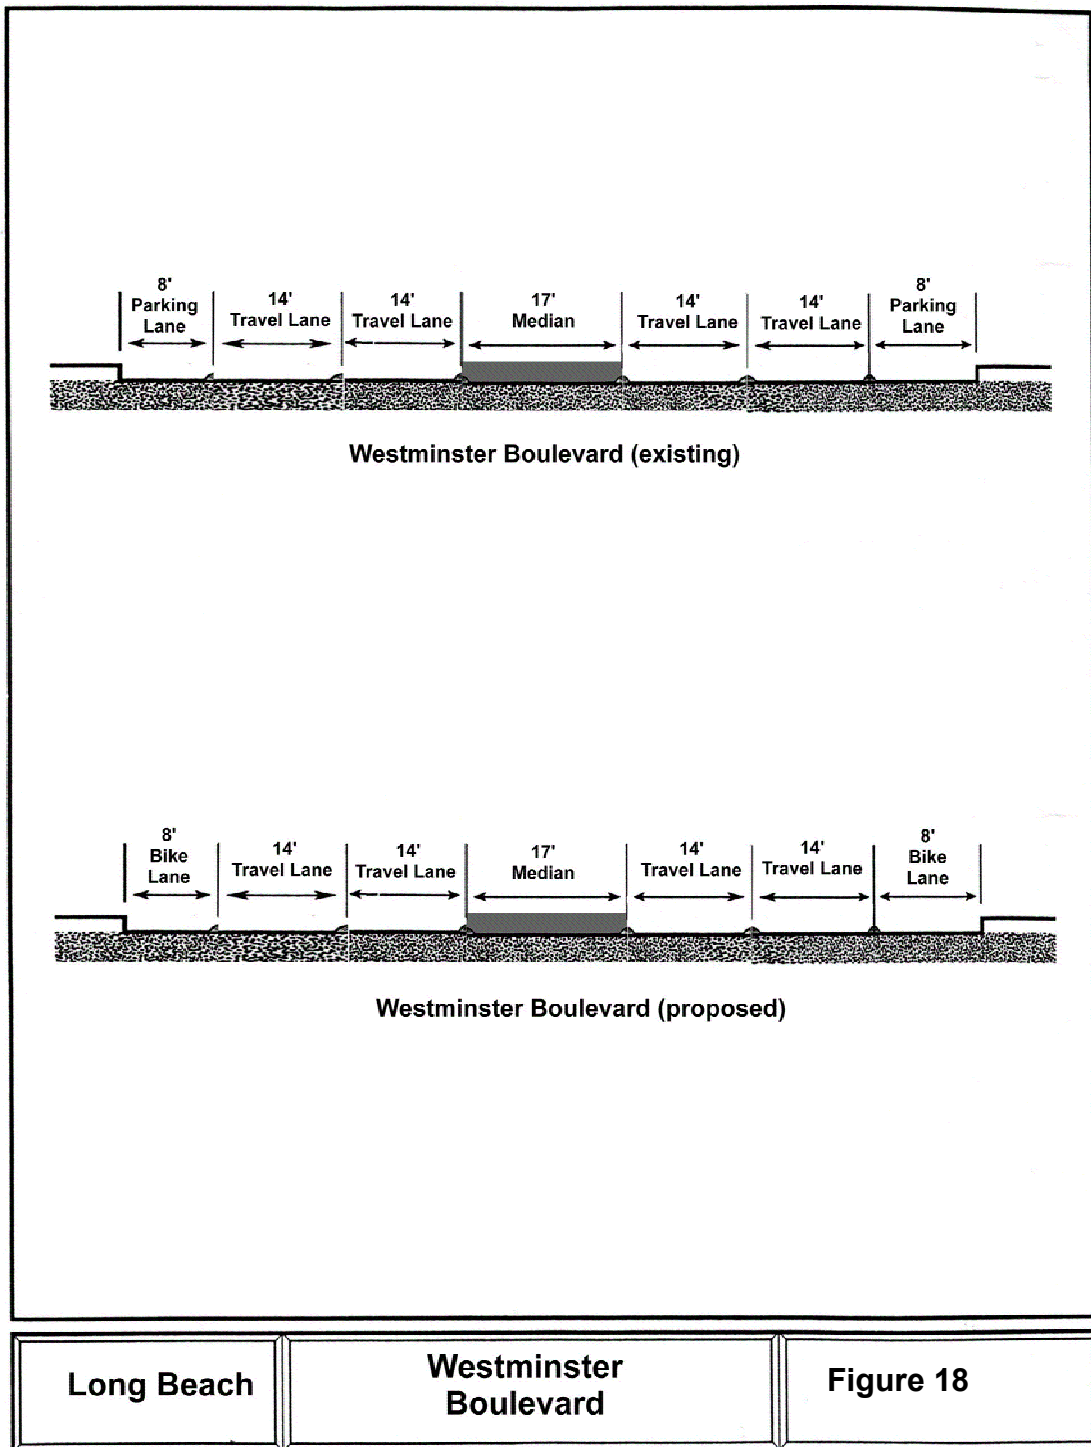 8'
Parking
Lane
14'
Travel Lane
14'
Travel Lane
17'
Median
14'
Travel Lane
14'
Travel Lane
8'
Parking
Lane
Westminster Boulevard (existing)
8'
Bike
Lane
14'
Travel Lane
14'
Travel Lane
17'
Median
14'
Travel Lane
14'
Travel Lane
8'
Bike
Lane
Westminster Boulevard (proposed)
Long Beach
Westminster
Boulevard
Figure 18